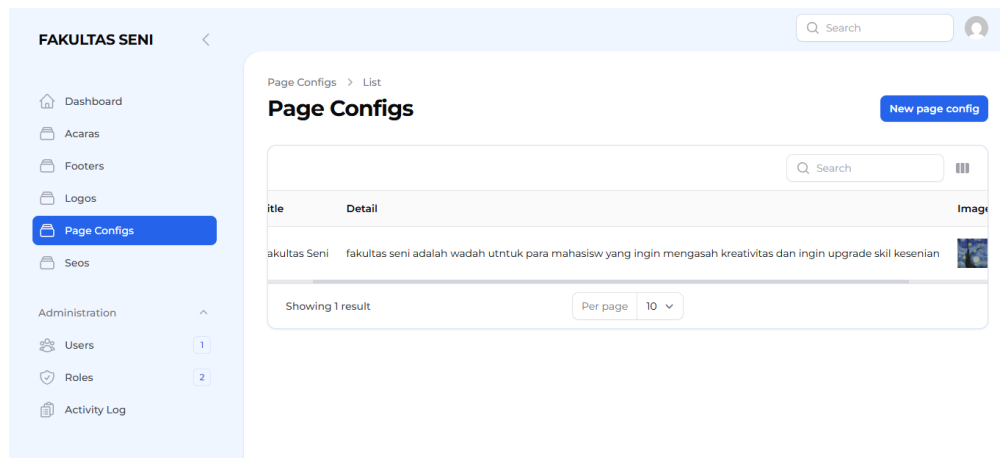 FAKULTAS SENI
Search
Dashboard
Acaras
Footers
Logos
Page Configs
Seos
Administration
Users 1
Roles 2
Activity Log
Page Configs > List
Page Configs
New page config
Search
itle Detail Image
akultas Seni fakultas seni adalah wadah utntuk para mahasisw yang ingin mengasah kreativitas dan ingin upgrade skil kesenian
Showing 1 result Per page 10